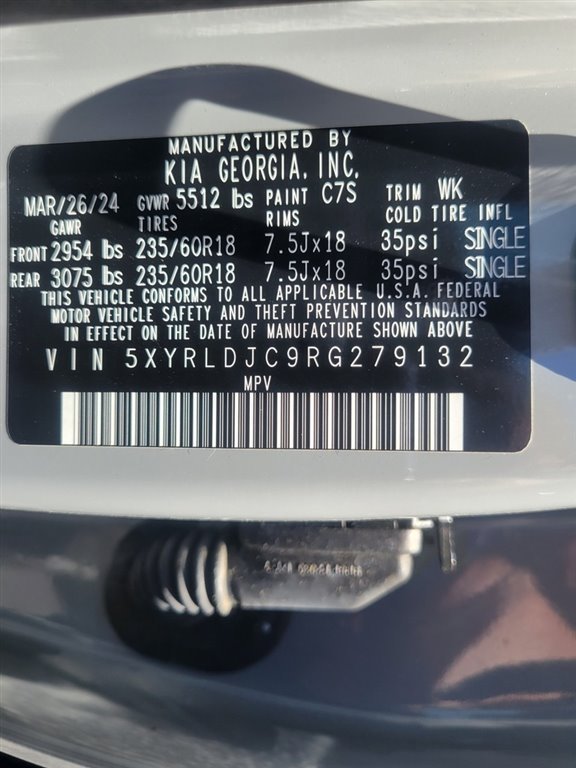 MANUFACTURED BY
KIA GEORGIA, INC.
MAR/26/24 GVWR 5512 lbs PAINT C7S TRIM WK
GAWR TIRES RIMS COLD TIRE INFL
FRONT 2954 lbs 235/60R18 7.5Jx18 35psi SINGLE
REAR 3075 lbs 235/60R18 7.5Jx18 35psi SINGLE
THIS VEHICLE CONFORMS TO ALL APPLICABLE U.S.A. FEDERAL
MOTOR VEHICLE SAFETY AND THEFT PREVENTION STANDARDS
IN EFFECT ON THE DATE OF MANUFACTURE SHOWN ABOVE
VIN 5XYRLDJC9RG279132
MPV